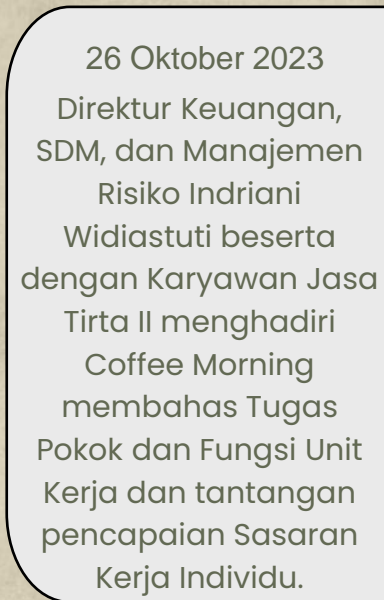 26 Oktober 2023
Direktur Keuangan,
SDM, dan Manajemen
Risiko Indriani
Widiastuti beserta
dengan Karyawan Jasa
Tirta II menghadiri
Coffee Morning
membahas Tugas
Pokok dan Fungsi Unit
Kerja dan tantangan
pencapaian Sasaran
Kerja Individu.